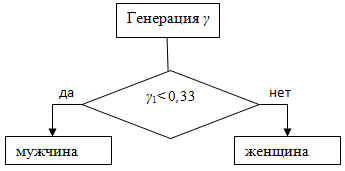 Генерация γ
да
γ₁<0,33
нет
мужчина
женщина